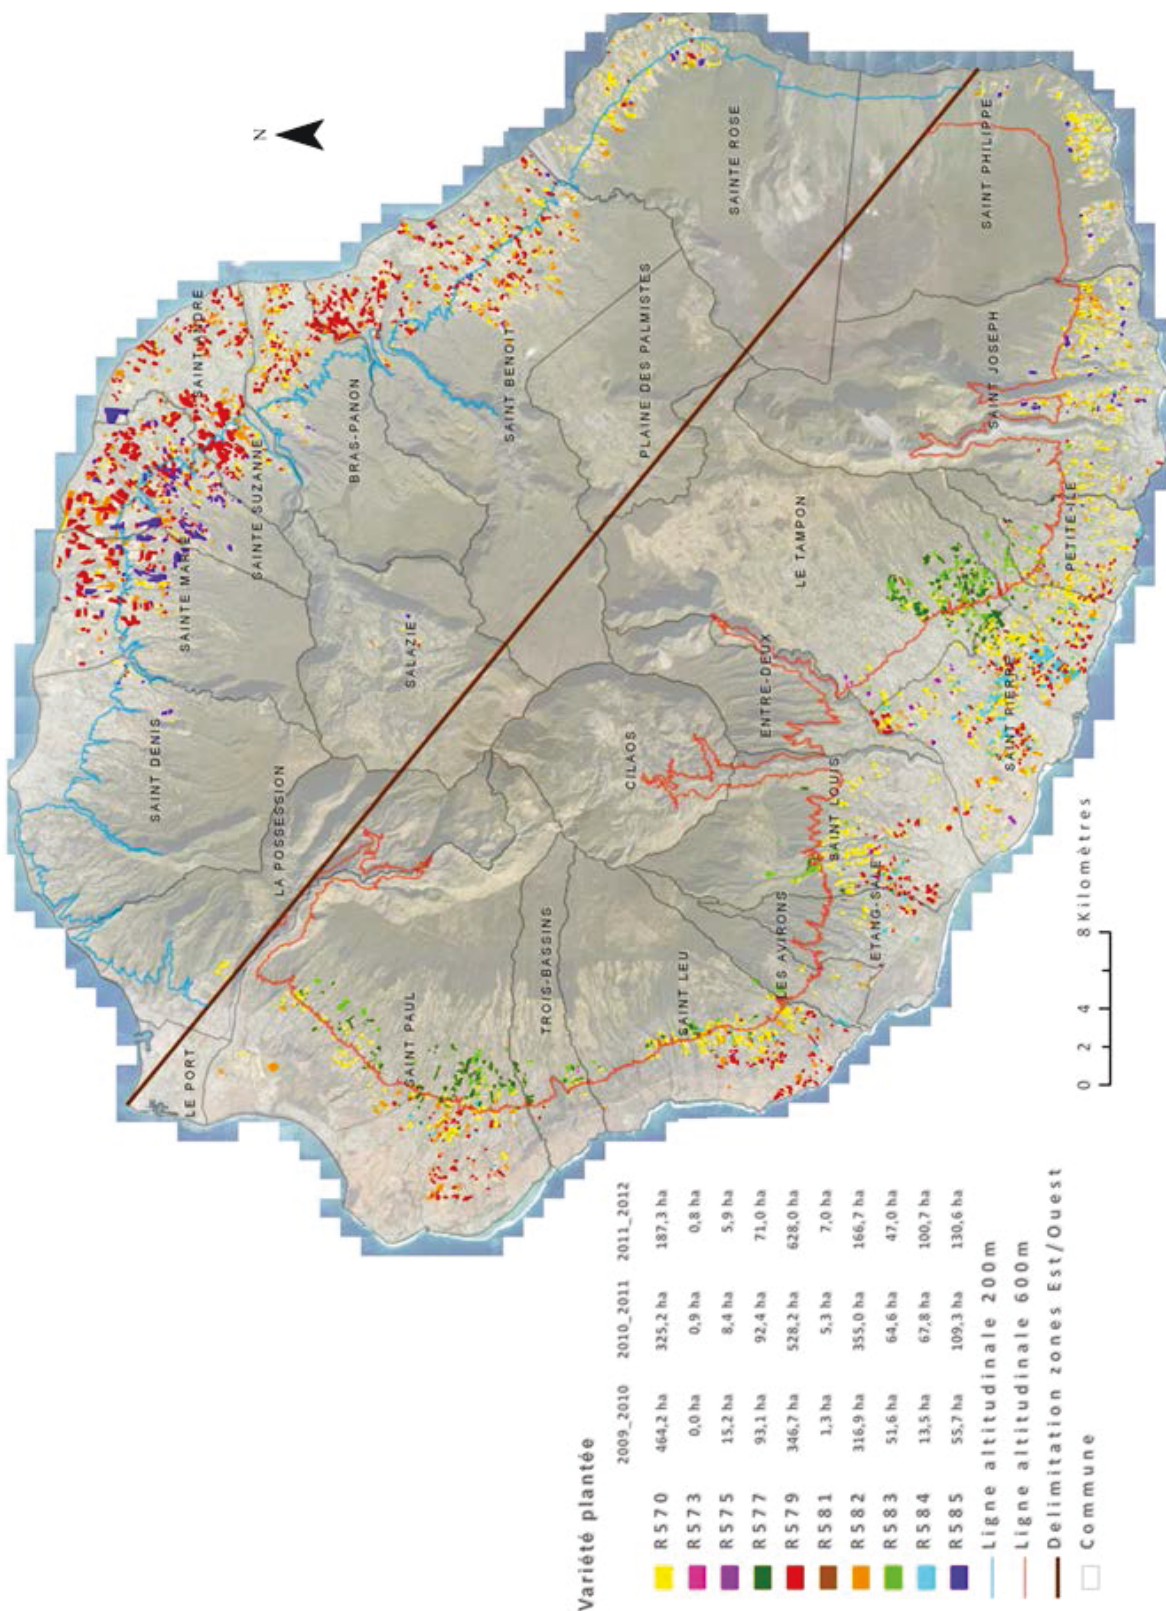 N
SAINT DENIS
SAINTE MARIE
SAINTE SUZANNE
SAINT ANDRE
BRAS-PANON
SAINT BENOIT
SAINTE ROSE
PLAINE DES PALMISTES
SALAZIE
LA POSSESSION
LE PORT
SAINT PAUL
TROIS-BASSINS
SAINT LEU
LES AVIRONS
ETANG-SALE
SAINT LOUIS
CILAOS
ENTRE-DEUX
LE TAMPON
SAINT PIERRE
PETITE-ILE
SAINT JOSEPH
SAINT PHILIPPE
0 2 4 8 Kilomètres
Variété plantée
2009_2010 2010_2011 2011_2012
R570 464,2 ha 325,2 ha 187,3 ha
R573 0,0 ha 0,9 ha 0,8 ha
R575 15,2 ha 8,4 ha 5,9 ha
R577 93,1 ha 92,4 ha 71,0 ha
R579 346,7 ha 528,2 ha 628,0 ha
R581 1,3 ha 5,3 ha 7,0 ha
R582 316,9 ha 355,0 ha 166,7 ha
R583 51,6 ha 64,6 ha 47,0 ha
R584 13,5 ha 67,8 ha 100,7 ha
R585 55,7 ha 109,3 ha 130,6 ha
Ligne altitudinale 200m
Ligne altitudinale 600m
Delimitation zones Est/Ouest
Commune